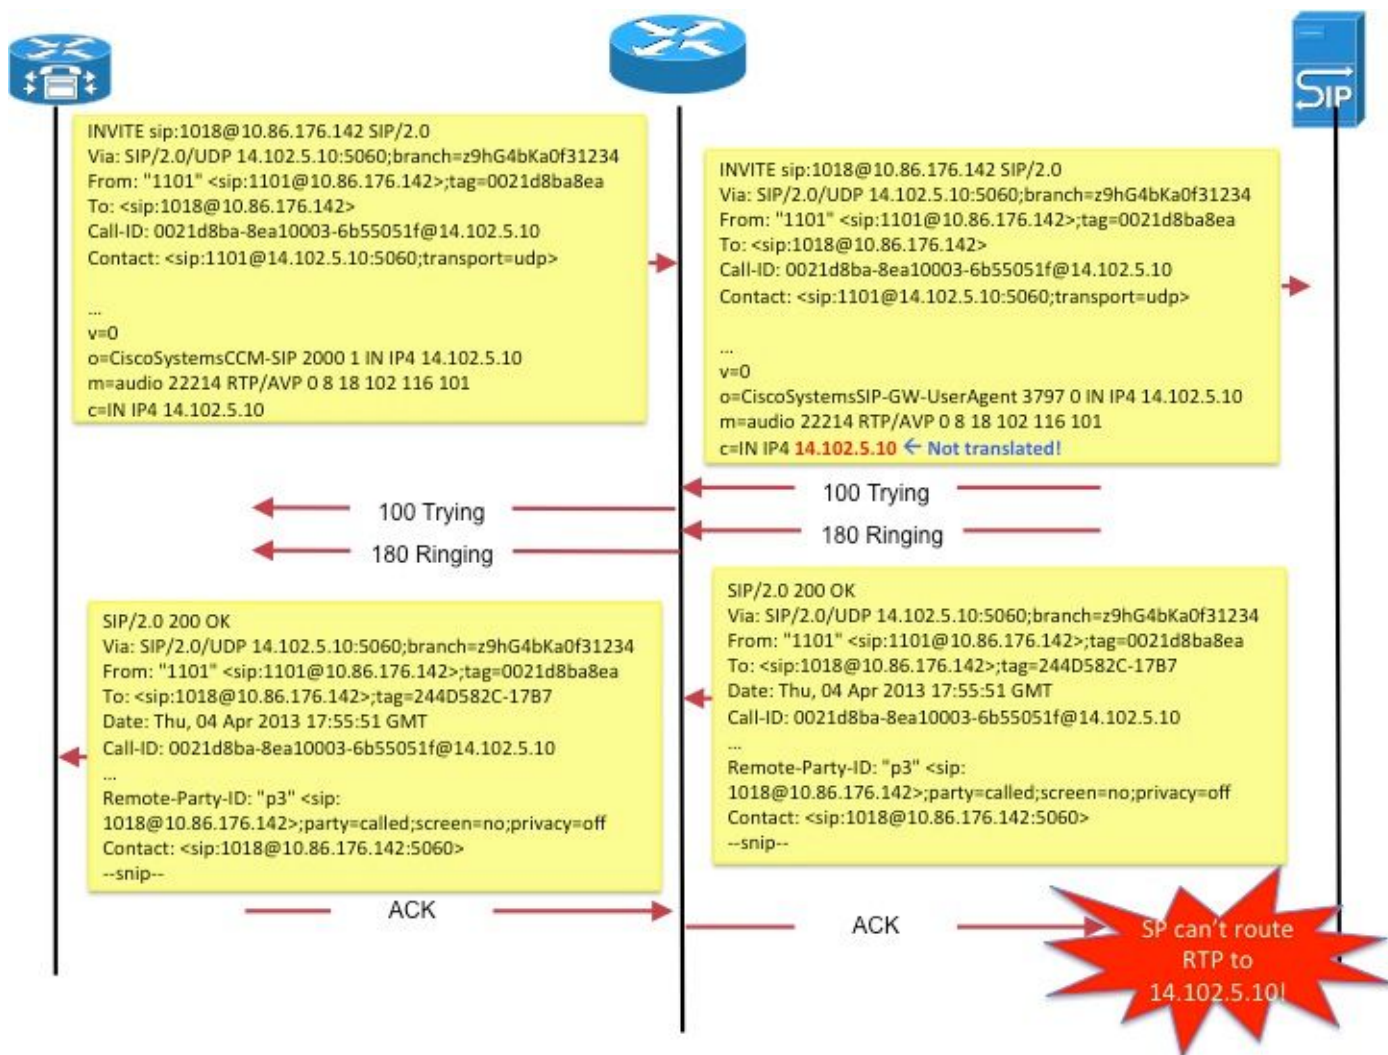 SIP
INVITE sip:1018@10.86.176.142 SIP/2.0
Via: SIP/2.0/UDP 14.102.5.10:5060;branch=z9hG4bKa0f31234
From: "1101" <sip:1101@10.86.176.142>;tag=0021d8ba8ea
To: <sip:1018@10.86.176.142>
Call-ID: 0021d8ba-8ea10003-6b55051f@14.102.5.10
Contact: <sip:1101@14.102.5.10:5060;transport=udp>
...
v=0
o=CiscoSystemsCCM-SIP 2000 1 IN IP4 14.102.5.10
m=audio 22214 RTP/AVP 0 8 18 102 116 101
c=IN IP4 14.102.5.10
INVITE sip:1018@10.86.176.142 SIP/2.0
Via: SIP/2.0/UDP 14.102.5.10:5060;branch=z9hG4bKa0f31234
From: "1101" <sip:1101@10.86.176.142>;tag=0021d8ba8ea
To: <sip:1018@10.86.176.142>
Call-ID: 0021d8ba-8ea10003-6b55051f@14.102.5.10
Contact: <sip:1101@14.102.5.10:5060;transport=udp>
...
v=0
o=CiscoSystemsSIP-GW-UserAgent 3797 0 IN IP4 14.102.5.10
m=audio 22214 RTP/AVP 0 8 18 102 116 101
c=IN IP4 14.102.5.10 ← Not translated!
100 Trying
100 Trying
180 Ringing
180 Ringing
SIP/2.0 200 OK
Via: SIP/2.0/UDP 14.102.5.10:5060;branch=z9hG4bKa0f31234
From: "1101" <sip:1101@10.86.176.142>;tag=0021d8ba8ea
To: <sip:1018@10.86.176.142>;tag=244D582C-17B7
Date: Thu, 04 Apr 2013 17:55:51 GMT
Call-ID: 0021d8ba-8ea10003-6b55051f@14.102.5.10
...
Remote-Party-ID: "p3" <sip:
1018@10.86.176.142>;party=called;screen=no;privacy=off
Contact: <sip:1018@10.86.176.142:5060>
--snip--
SIP/2.0 200 OK
Via: SIP/2.0/UDP 14.102.5.10:5060;branch=z9hG4bKa0f31234
From: "1101" <sip:1101@10.86.176.142>;tag=0021d8ba8ea
To: <sip:1018@10.86.176.142>;tag=244D582C-17B7
Date: Thu, 04 Apr 2013 17:55:51 GMT
Call-ID: 0021d8ba-8ea10003-6b55051f@14.102.5.10
...
Remote-Party-ID: "p3" <sip:
1018@10.86.176.142>;party=called;screen=no;privacy=off
Contact: <sip:1018@10.86.176.142:5060>
--snip--
ACK
ACK
SP can't route
RTP to
14.102.5.10!